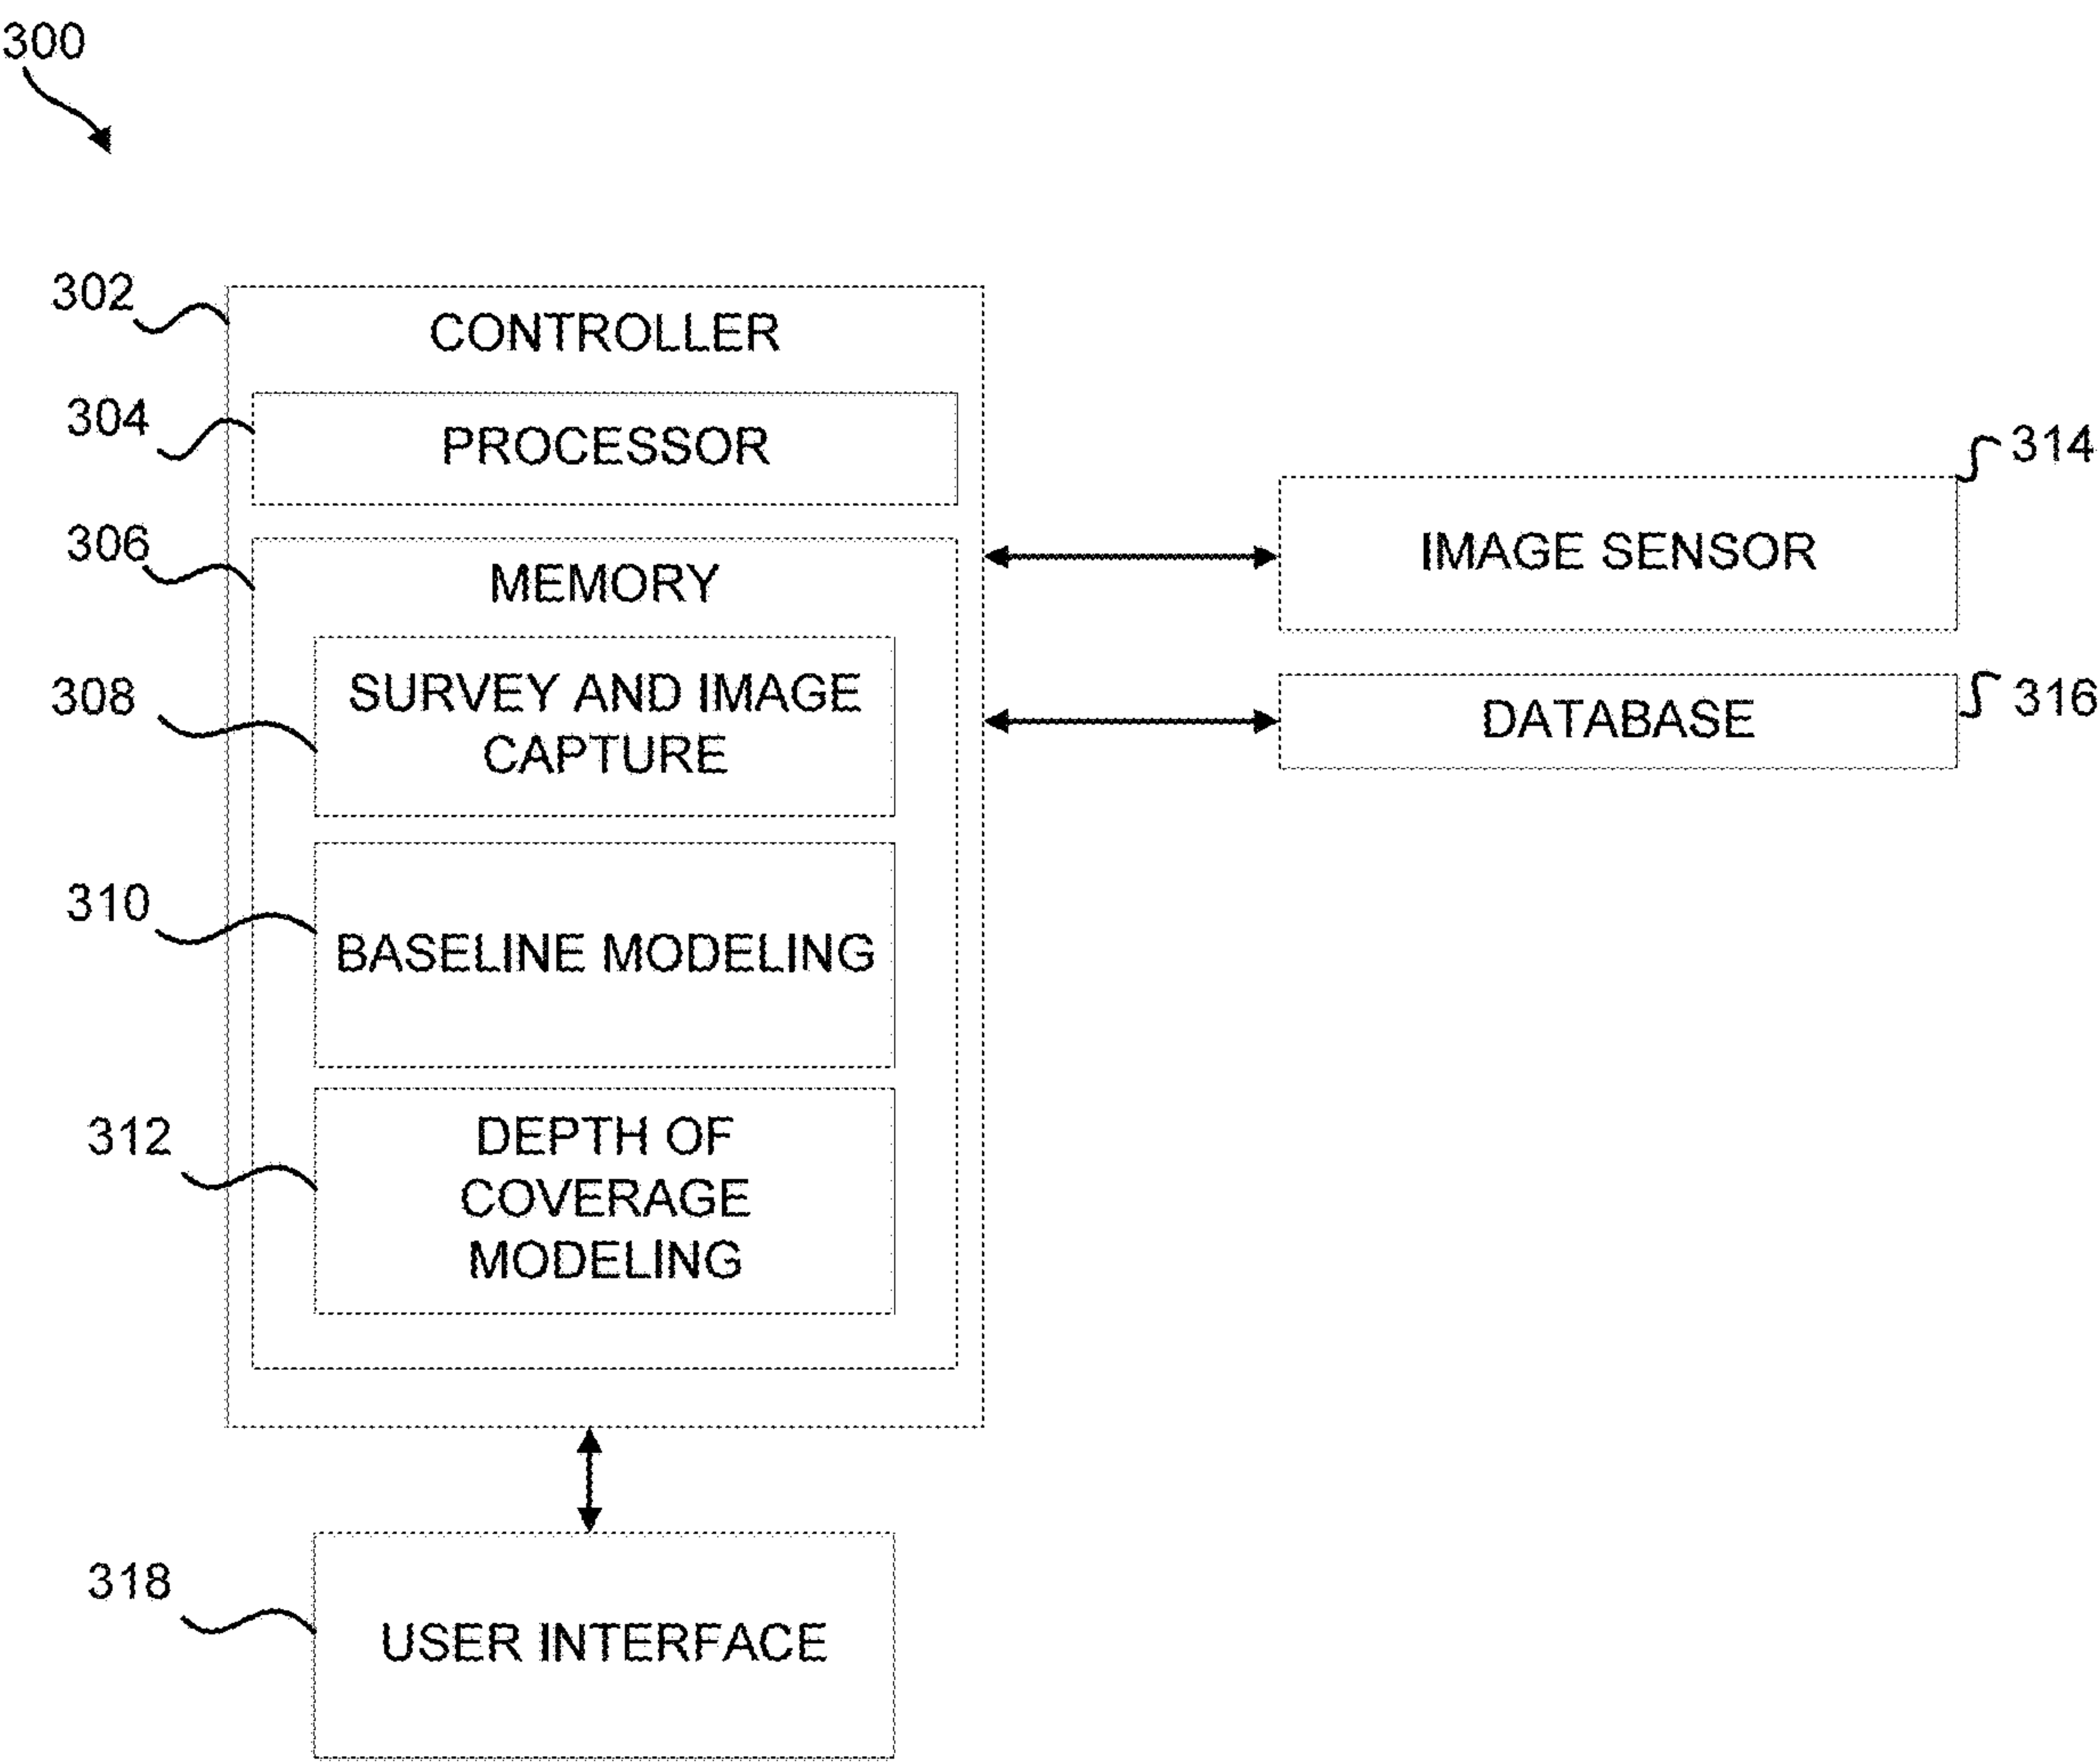 300
302
CONTROLLER
304
PROCESSOR
306
MEMORY
308
SURVEY AND IMAGE
CAPTURE
310
BASELINE MODELING
312
DEPTH OF
COVERAGE
MODELING
314
IMAGE SENSOR
316
DATABASE
318
USER INTERFACE